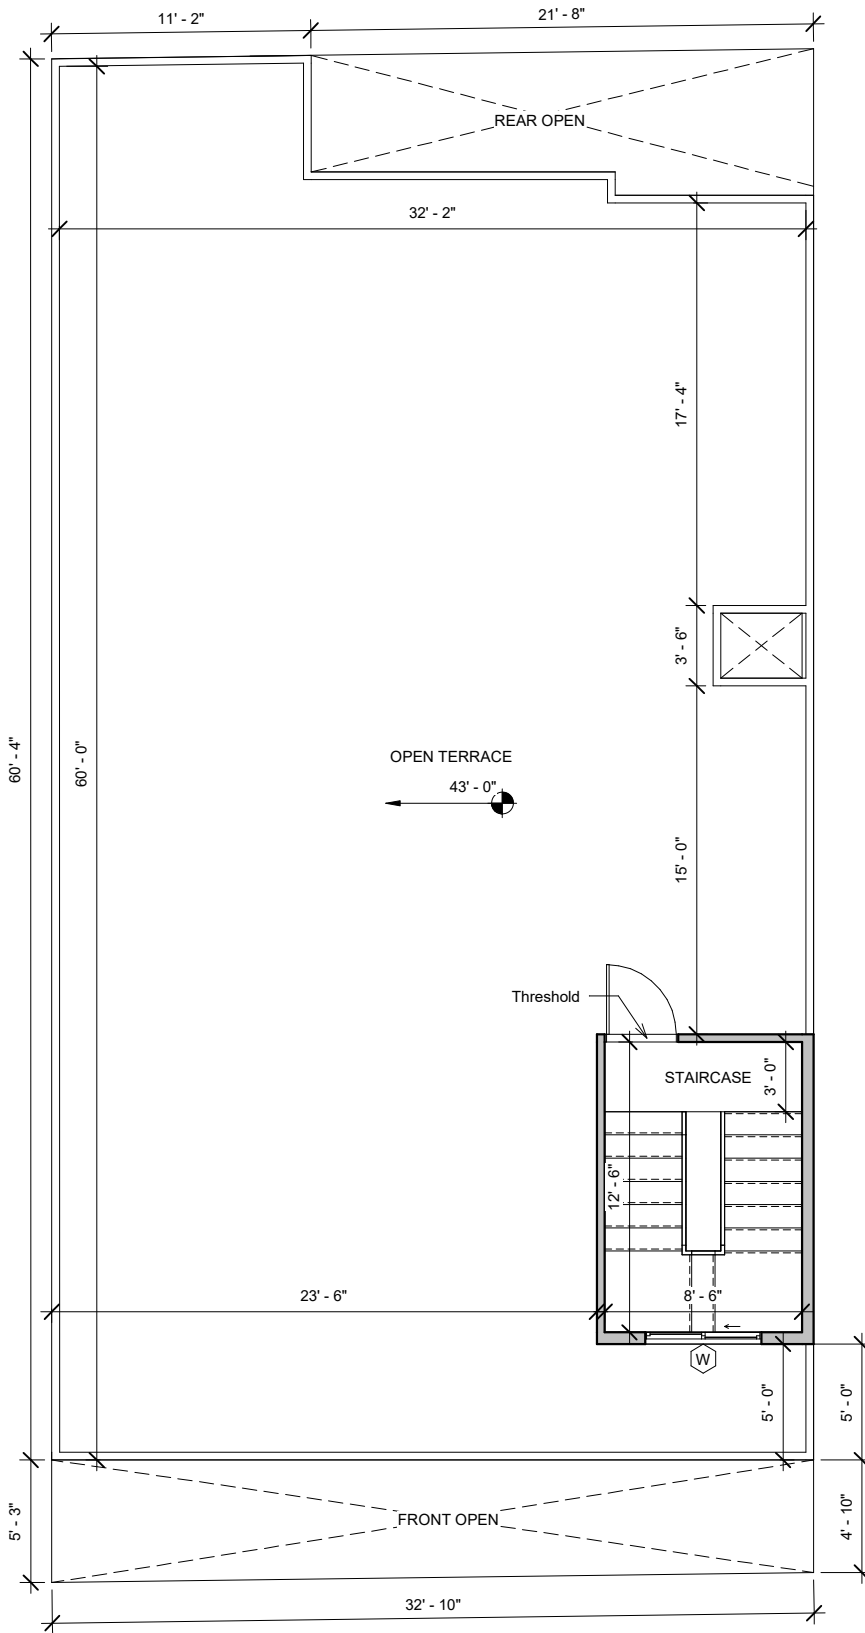 11' - 2"
21' - 8"
REAR OPEN
32' - 2"
17' - 4"
3' - 6"
60' - 4"
60' - 0"
OPEN TERRACE
43' - 0"
15' - 0"
Threshold
STAIRCASE
3' - 0"
12' - 6"
23' - 6"
8' - 6"
W
5' - 0"
5' - 0"
5' - 3"
FRONT OPEN
4' - 10"
32' - 10"